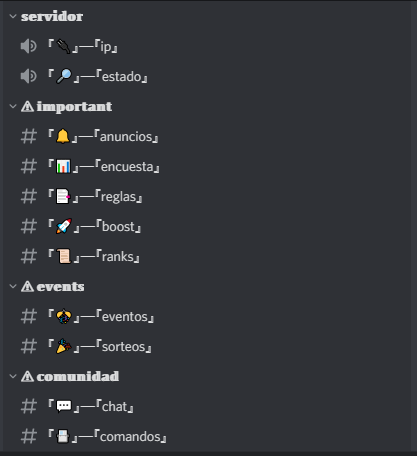 servidor
『🔌』—『ip』
『🔎』—『estado』
⚠ important
『🔔』—『anuncios』
『📊』—『encuesta』
『📑』—『reglas』
『🚀』—『boost』
『📜』—『ranks』
⚠ events
『🎊』—『eventos』
『🎉』—『sorteos』
⚠ comunidad
『💬』—『chat』
『📇』—『comandos』